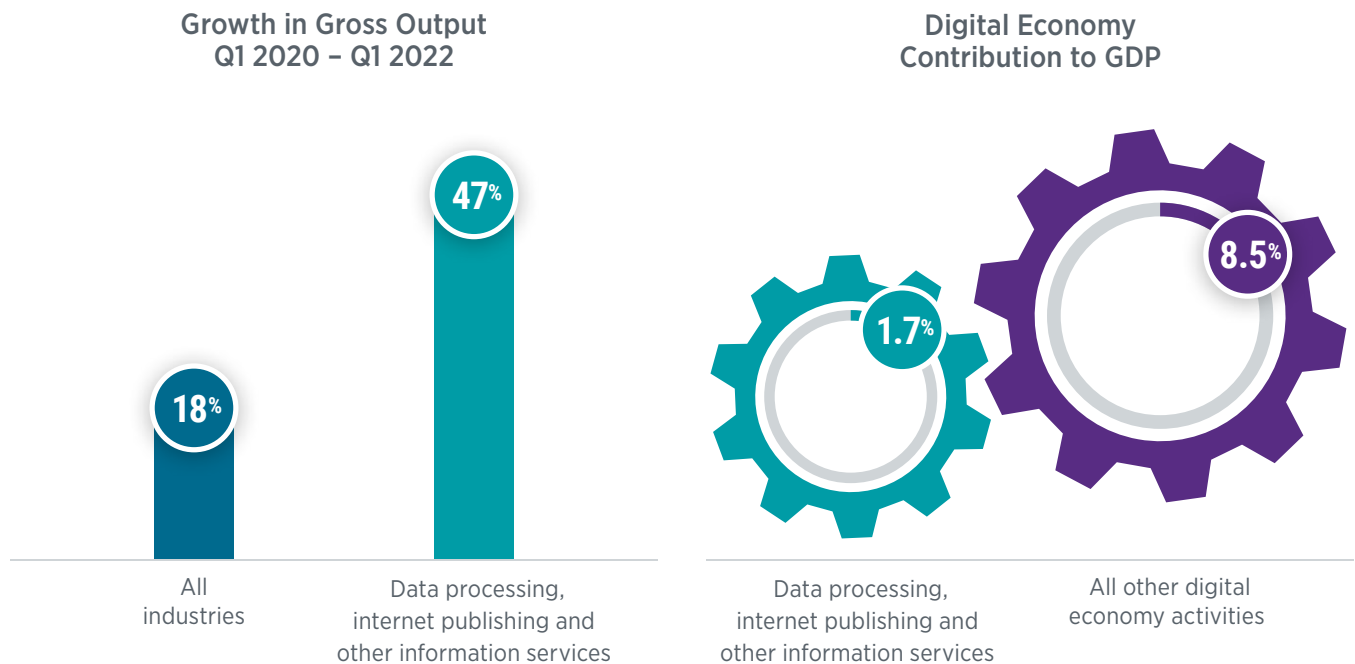 Growth in Gross Output
Q1 2020 – Q1 2022
47%
18%
All
industries
Data processing,
internet publishing and
other information services
Digital Economy
Contribution to GDP
8.5%
1.7%
Data processing,
internet publishing and
other information services
All other digital
economy activities